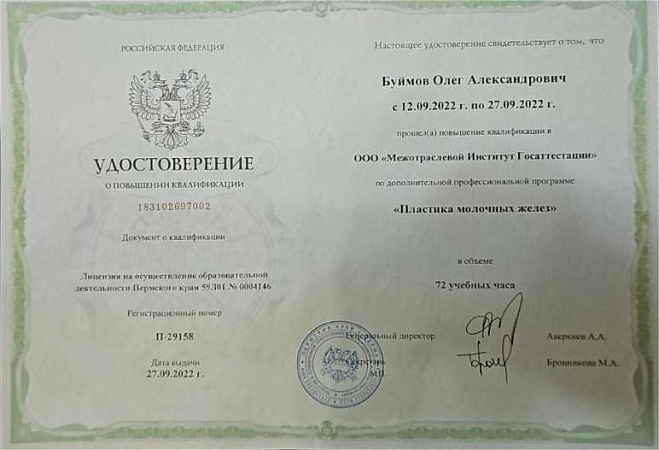 РОССИЙСКАЯ ФЕДЕРАЦИЯ
УДОСТОВЕРЕНИЕ
О ПОВЫШЕНИИ КВАЛИФИКАЦИИ
183102697002
Документ о квалификации
Лицензия на осуществление образовательной
деятельности Пермского края 59Л01 № 0004146
Регистрационный номер
П-29158
Дата выдачи
27.09.2022 г.
Настоящее удостоверение свидетельствует о том, что
Буймов Олег Александрович
с 12.09.2022 г. по 27.09.2022 г.
прошел(а) повышение квалификации в
ООО «Межотраслевой Институт Госаттестации»
по дополнительной профессиональной программе
«Пластика молочных желез»
в объеме
72 учебных часа
Генеральный директор Аверкиев А.А.
Секретарь Бронникова М.А.
М.П.